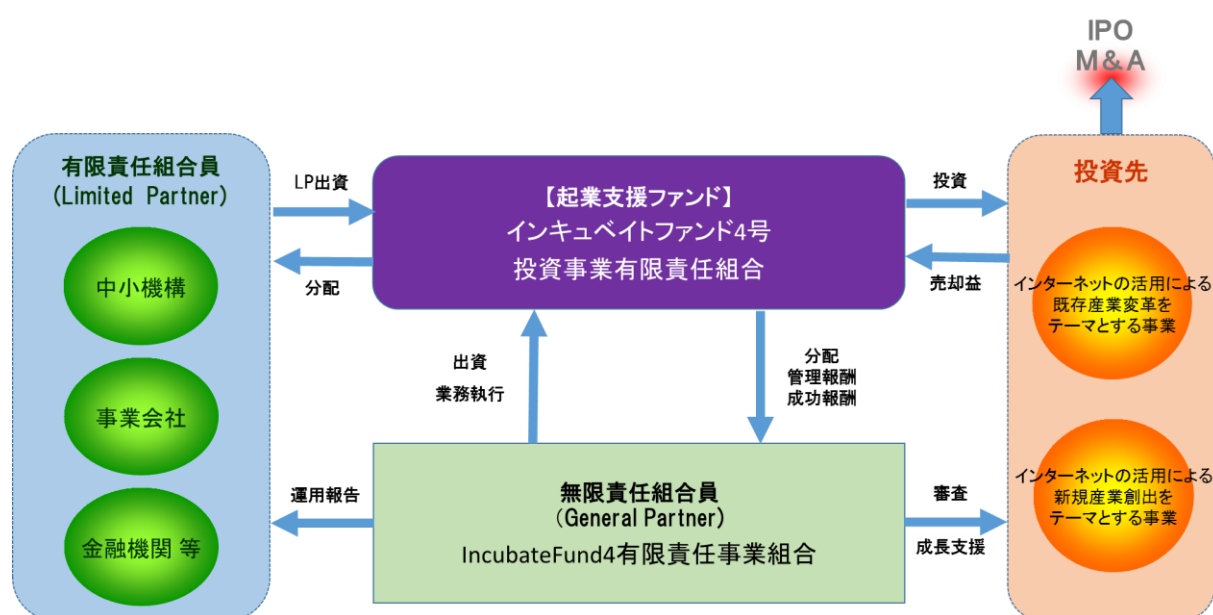 IPO
M&A
有限責任組合員
(Limited Partner)
中小機構
事業会社
金融機関 等
LP出資
分配
【起業支援ファンド】
インキュベイトファンド4号
投資事業有限責任組合
出資
業務執行
分配
管理報酬
成功報酬
運用報告
無限責任組合員
(General Partner)
IncubateFund4有限責任事業組合
投資
売却益
審査
成長支援
投資先
インターネットの活用による
既存産業変革を
テーマとする事業
インターネットの活用による
新規産業創出を
テーマとする事業